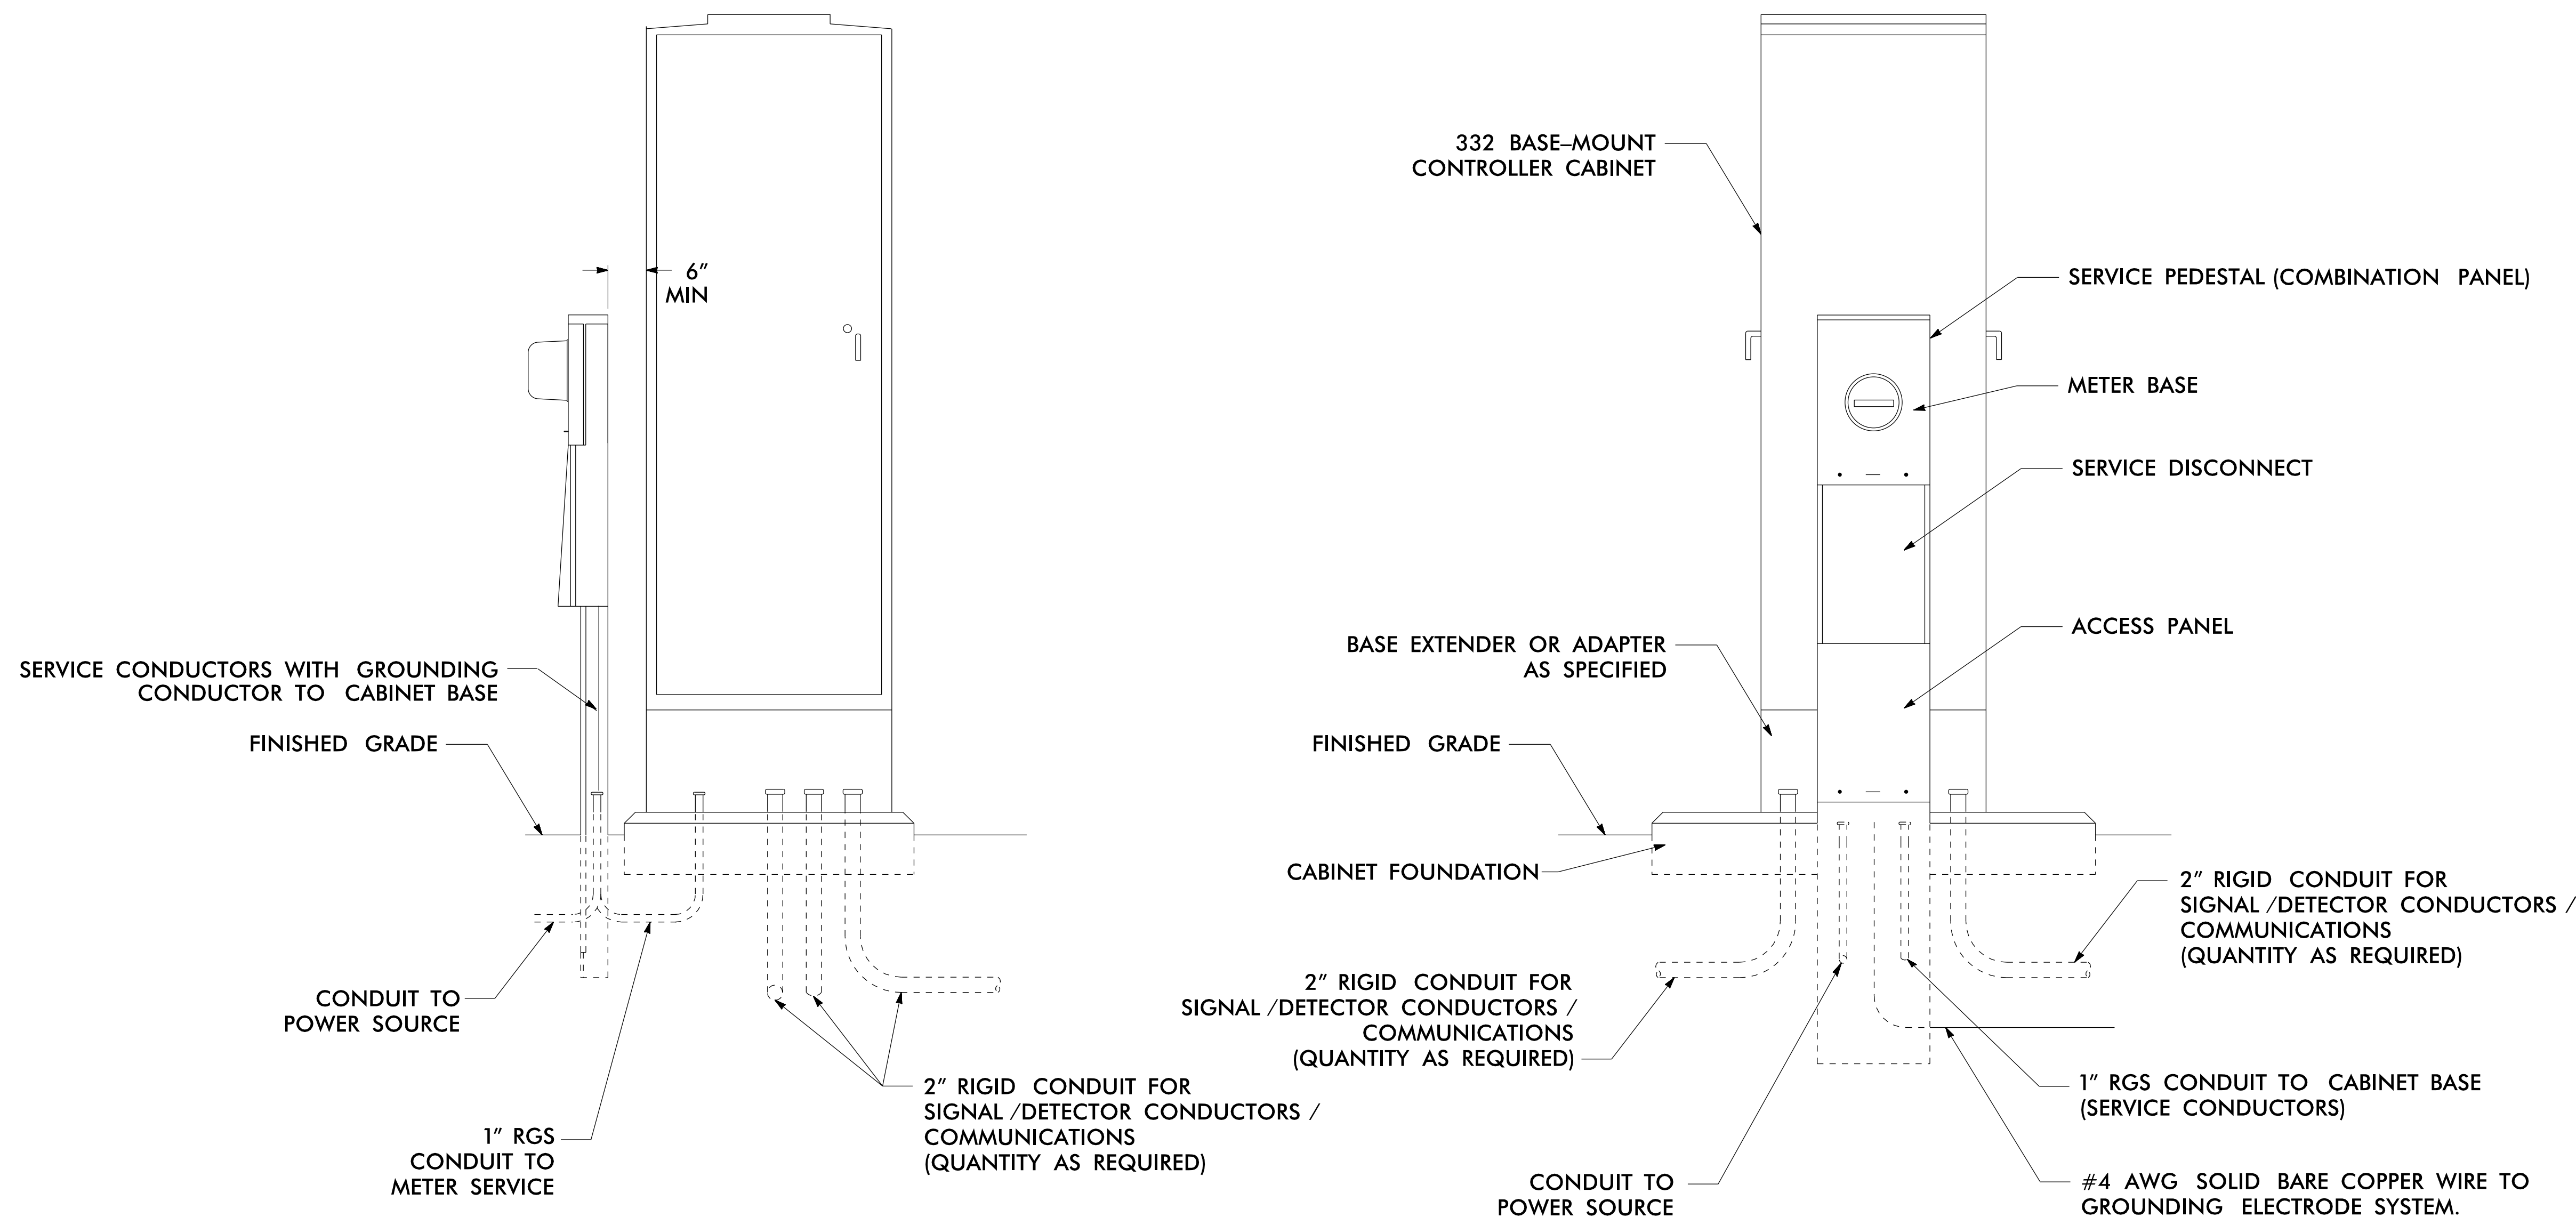 6″
MIN
SERVICE CONDUCTORS WITH GROUNDING
CONDUCTOR TO CABINET BASE
FINISHED GRADE
CONDUIT TO
POWER SOURCE
1″ RGS
CONDUIT TO
METER SERVICE
2″ RIGID CONDUIT FOR
SIGNAL /DETECTOR CONDUCTORS /
COMMUNICATIONS
(QUANTITY AS REQUIRED)
332 BASE–MOUNT
CONTROLLER CABINET
BASE EXTENDER OR ADAPTER
AS SPECIFIED
FINISHED GRADE
CABINET FOUNDATION
2″ RIGID CONDUIT FOR
SIGNAL /DETECTOR CONDUCTORS /
COMMUNICATIONS
(QUANTITY AS REQUIRED)
CONDUIT TO
POWER SOURCE
SERVICE PEDESTAL (COMBINATION PANEL)
METER BASE
SERVICE DISCONNECT
ACCESS PANEL
2″ RIGID CONDUIT FOR
SIGNAL /DETECTOR CONDUCTORS /
COMMUNICATIONS
(QUANTITY AS REQUIRED)
1″ RGS CONDUIT TO CABINET BASE
(SERVICE CONDUCTORS)
#4 AWG SOLID BARE COPPER WIRE TO
GROUNDING ELECTRODE SYSTEM.